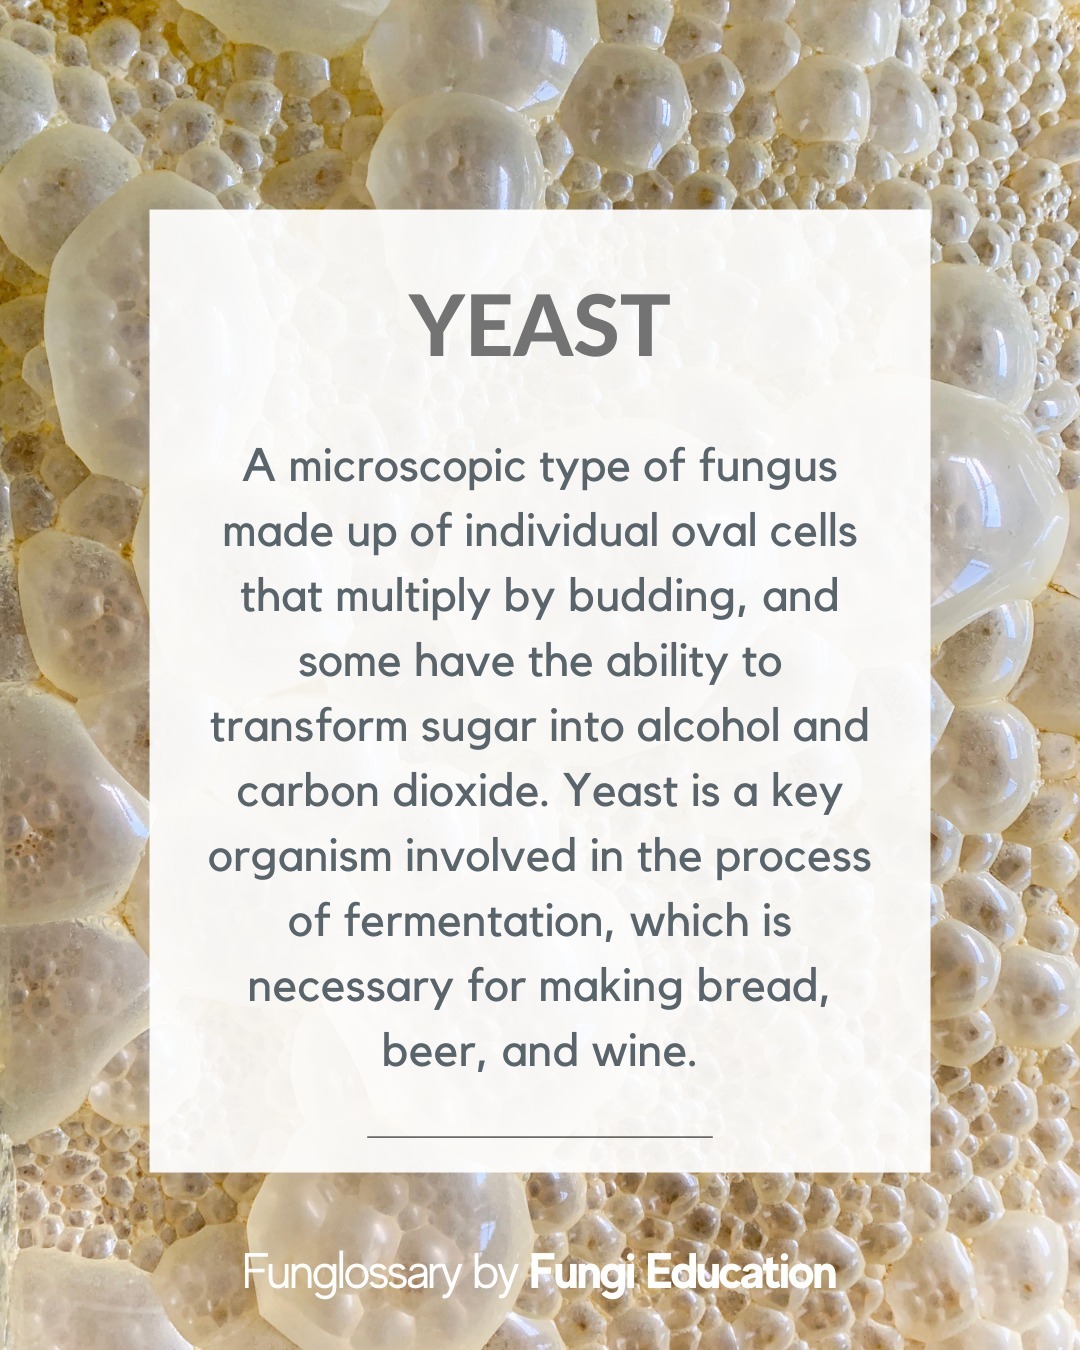 YEAST
A microscopic type of fungus
made up of individual oval cells
that multiply by budding, and
some have the ability to
transform sugar into alcohol and
carbon dioxide. Yeast is a key
organism involved in the process
of fermentation, which is
necessary for making bread,
beer, and wine.
Funglossary by Fungi Education